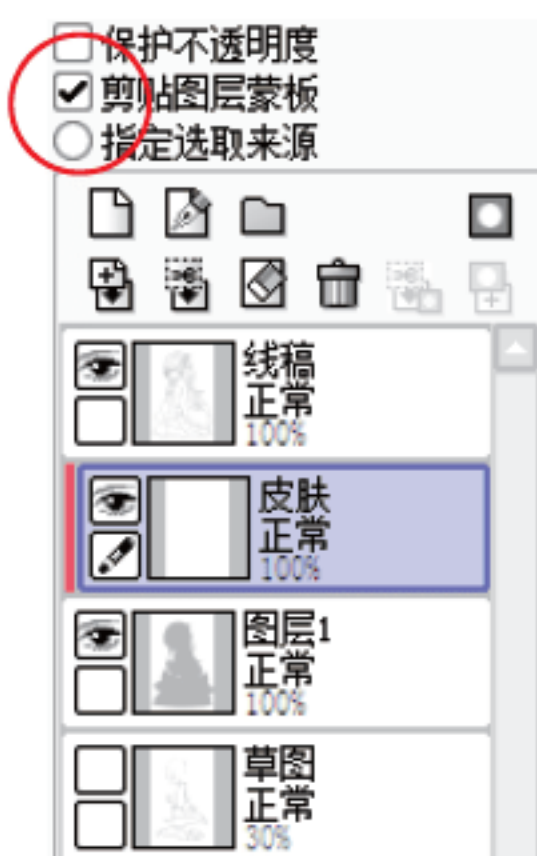 保护不透明度
剪贴图层蒙板
指定选取来源
线稿
正常
100%
皮肤
正常
100%
图层1
正常
100%
草图
正常
30%